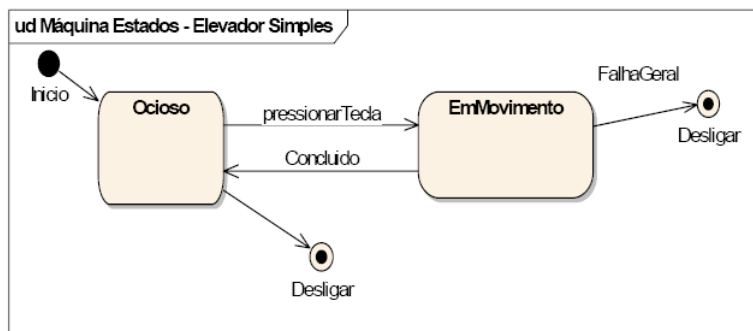 ud Máquina Estados - Elevador Simples
Inicio
Ocioso
pressionarTecla
EmMovimento
FalhaGeral
Desligar
Concluido
Desligar